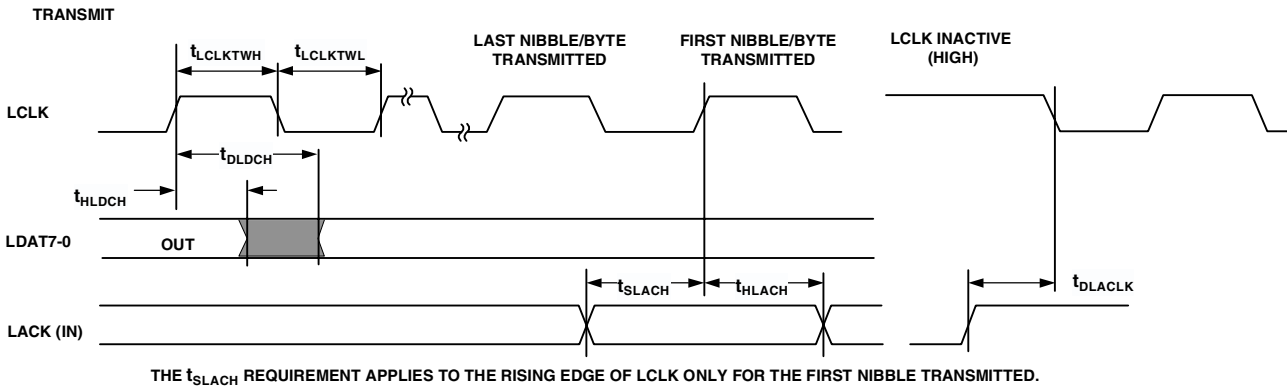 TRANSMIT
tLCLKTWH
tLCLKTWL
LAST NIBBLE/BYTE
TRANSMITTED
FIRST NIBBLE/BYTE
TRANSMITTED
LCLK INACTIVE
(HIGH)
LCLK
tDLDCH
tHLDCH
LDAT7-0
OUT
tSLACH
tHLACH
tDLACLK
LACK (IN)
THE tSLACH REQUIREMENT APPLIES TO THE RISING EDGE OF LCLK ONLY FOR THE FIRST NIBBLE TRANSMITTED.